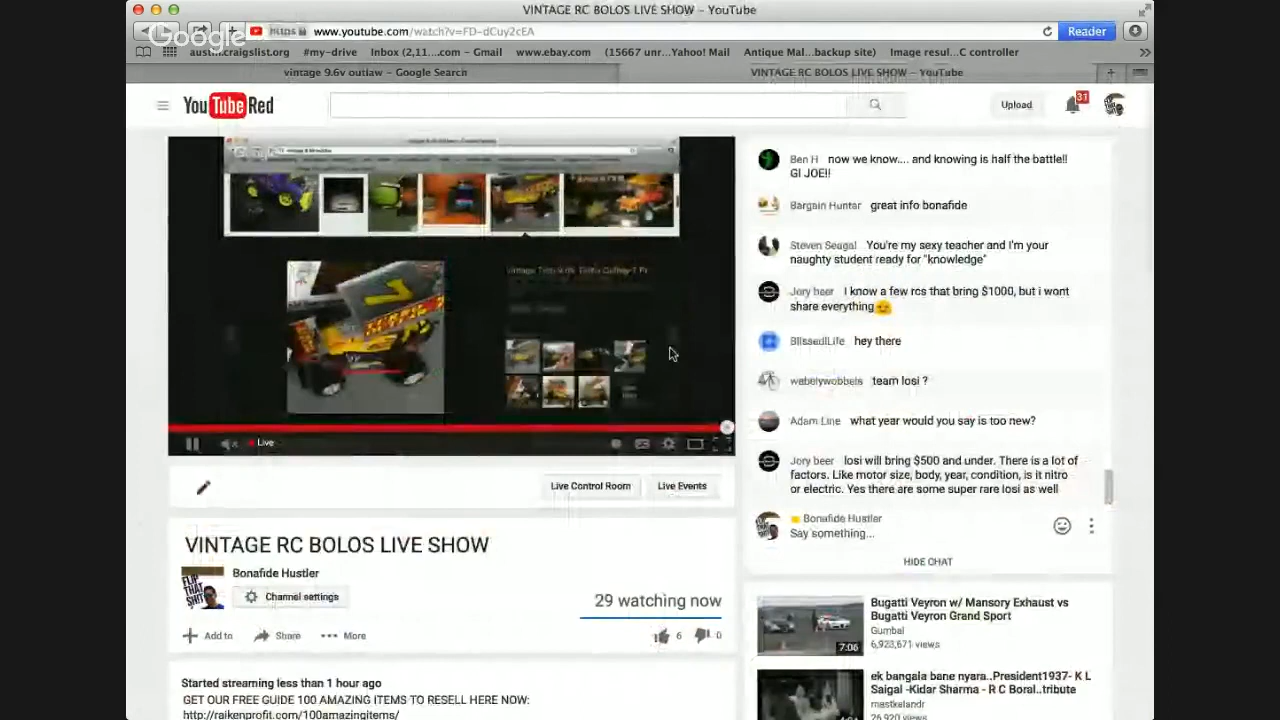 VINTAGE RC BOLOS LIVE SHOW – YouTube
Google
https
www.youtube.com/watch?v=FD-dCuy2cEA
Reader
austin.craigslist.org
#my-drive
Inbox (2,11...com – Gmail
www.ebay.com
(15667 unr...Yahoo! Mail
Antique Mal...backup site)
Image resul...C controller
vintage 9.6v outlaw – Google Search
VINTAGE RC BOLOS LIVE SHOW – YouTube
YouTube Red
Upload
31
Live
Ben H now we know.... and knowing is half the battle!!
GI JOE!!
Bargain Hunter great info bonafide
Steven Seagal You're my sexy teacher and I'm your
naughty student ready for "knowledge"
Jory beer I know a few rcs that bring $1000, but i wont
share everything
BlissedLife hey there
wobelywobbels team losi ?
Adam Line what year would you say is too new?
Jory beer losi will bring $500 and under. There is a lot of
factors. Like motor size, body, year, condition, is it nitro
or electric. Yes there are some super rare losi as well
Bonafide Hustler
Say something...
HIDE CHAT
Live Control Room
Live Events
VINTAGE RC BOLOS LIVE SHOW
FLIP THAT SHIT
Bonafide Hustler
Channel settings
29 watching now
Add to
Share
More
6
0
Started streaming less than 1 hour ago
GET OUR FREE GUIDE 100 AMAZING ITEMS TO RESELL HERE NOW:
http://raikenprofit.com/100amazingitems/
Bugatti Veyron w/ Mansory Exhaust vs
Bugatti Veyron Grand Sport
Gumbal
6,923,671 views
7:06
ek bangala bane nyara..President1937- K L
Saigal -Kidar Sharma - R C Boral..tribute
mastkalandr
26,920 views